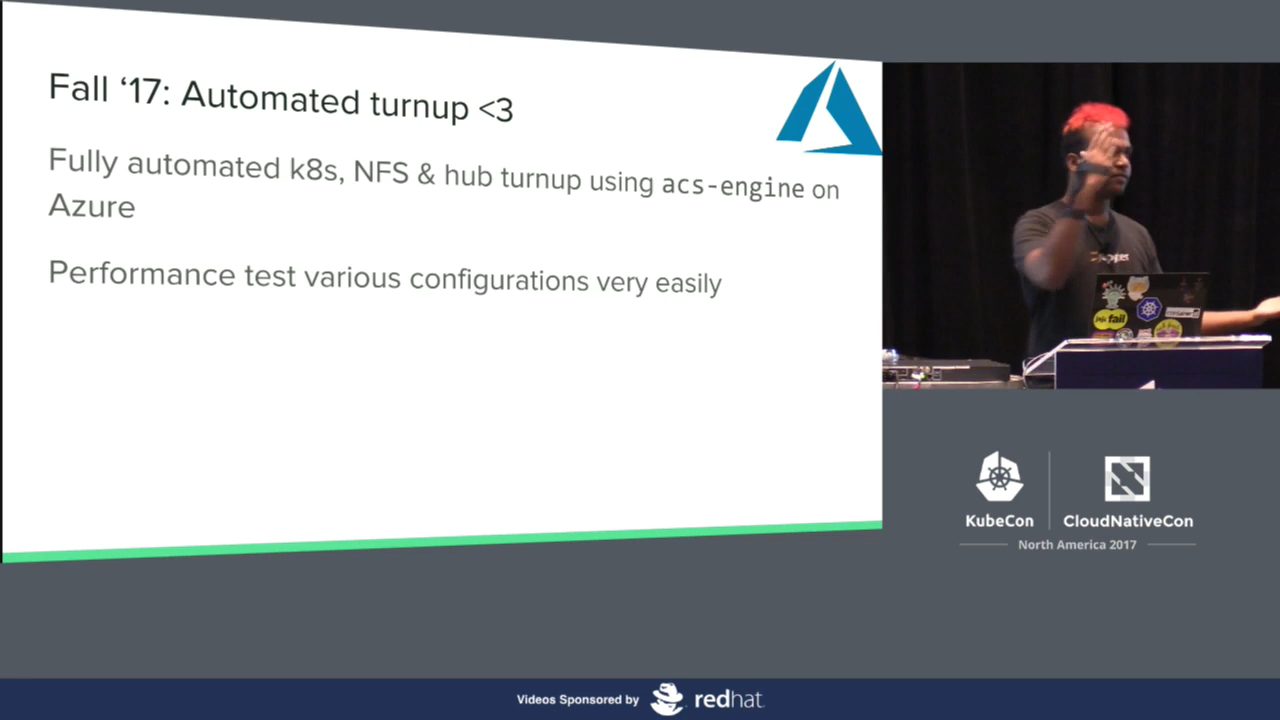 Fall ‘17: Automated turnup <3
Fully automated k8s, NFS & hub turnup using acs-engine on
Azure
Performance test various configurations very easily
fail
KubeCon
CloudNativeCon
North America 2017
Videos Sponsored by
redhat.